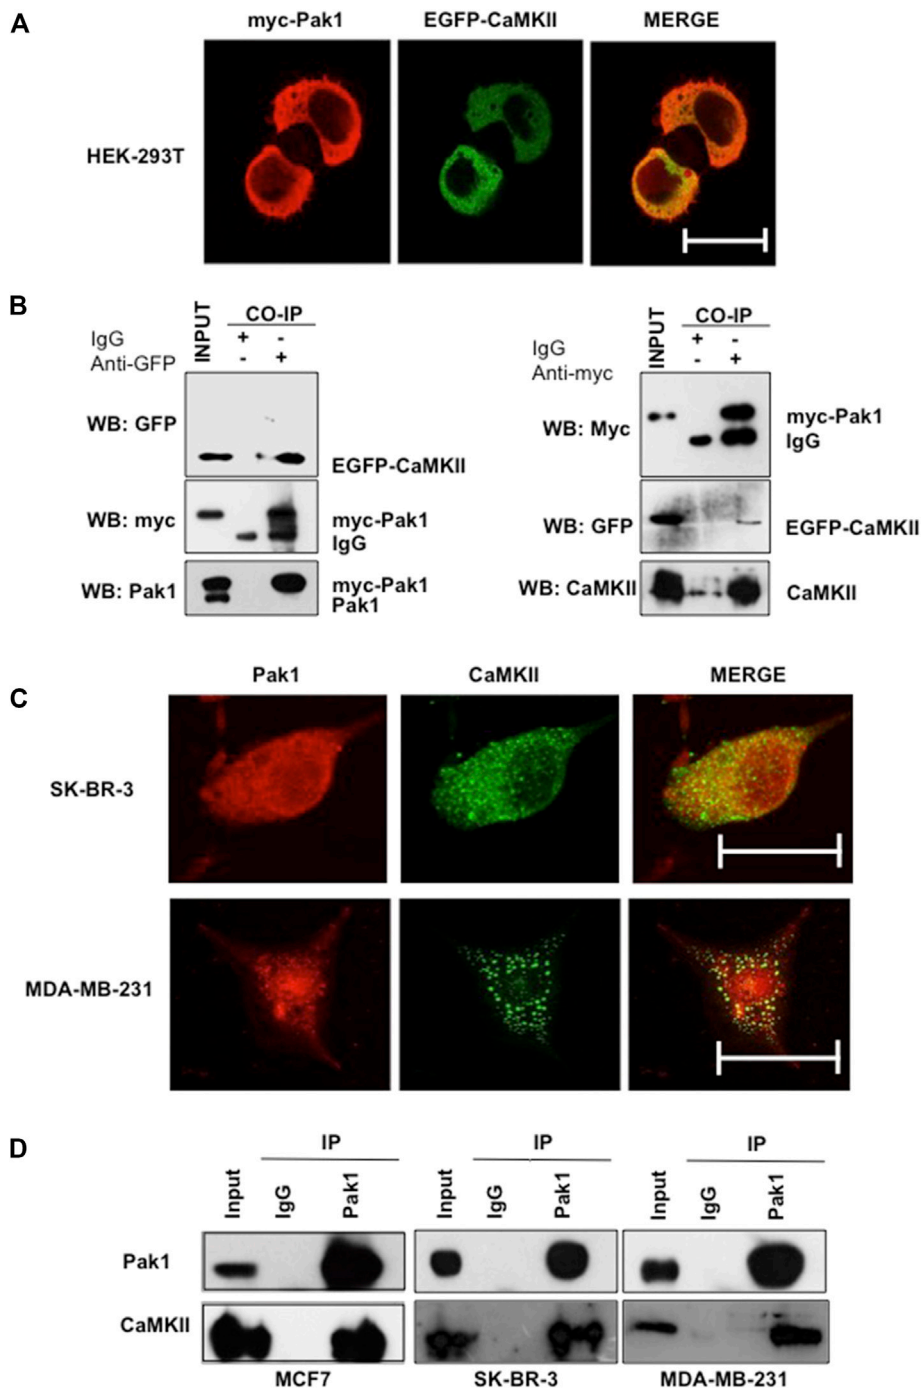 A
myc-Pak1 EGFP-CaMKII MERGE
HEK-293T
B
INPUT CO-IP
IgG + -
Anti-GFP - +
WB: GFP EGFP-CaMKII
WB: myc myc-Pak1
IgG
WB: Pak1 myc-Pak1
Pak1
INPUT CO-IP
IgG + -
Anti-myc - +
WB: Myc myc-Pak1
IgG
WB: GFP EGFP-CaMKII
WB: CaMKII CaMKII
C
Pak1 CaMKII MERGE
SK-BR-3
MDA-MB-231
D
IP IP IP
Input IgG Pak1 Input IgG Pak1 Input IgG Pak1
Pak1
CaMKII
MCF7 SK-BR-3 MDA-MB-231